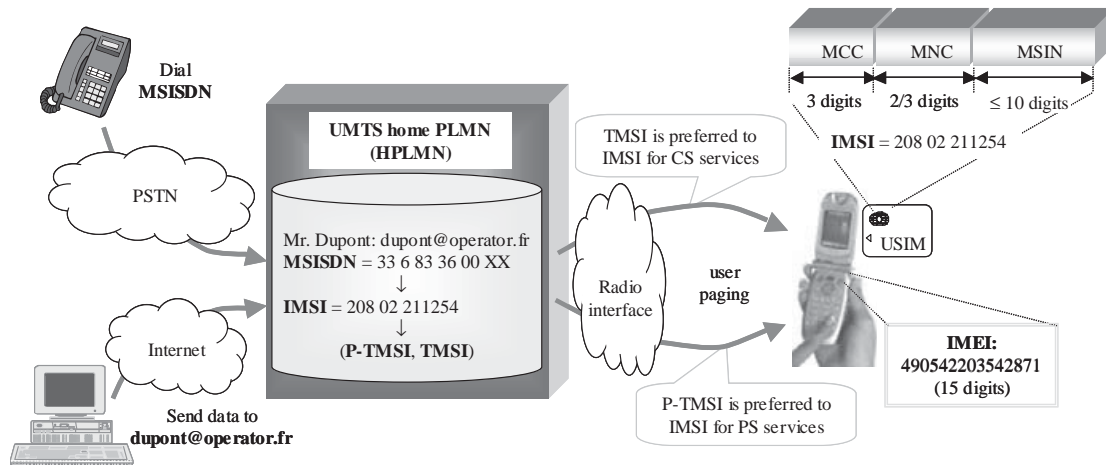 Dial
MSISDN
PSTN
Internet
Send data to
dupont@operator.fr
UMTS home PLMN
(HPLMN)
Mr. Dupont: dupont@operator.fr
MSISDN = 33 6 83 36 00 XX
↓
IMSI = 208 02 211254
↓
(P-TMSI, TMSI)
TMSI is preferred to
IMSI for CS services
Radio
interface
user
paging
P-TMSI is preferred to
IMSI for PS services
MCC MNC MSIN
3 digits 2/3 digits ≤ 10 digits
IMSI = 208 02 211254
USIM
IMEI:
490542203542871
(15 digits)